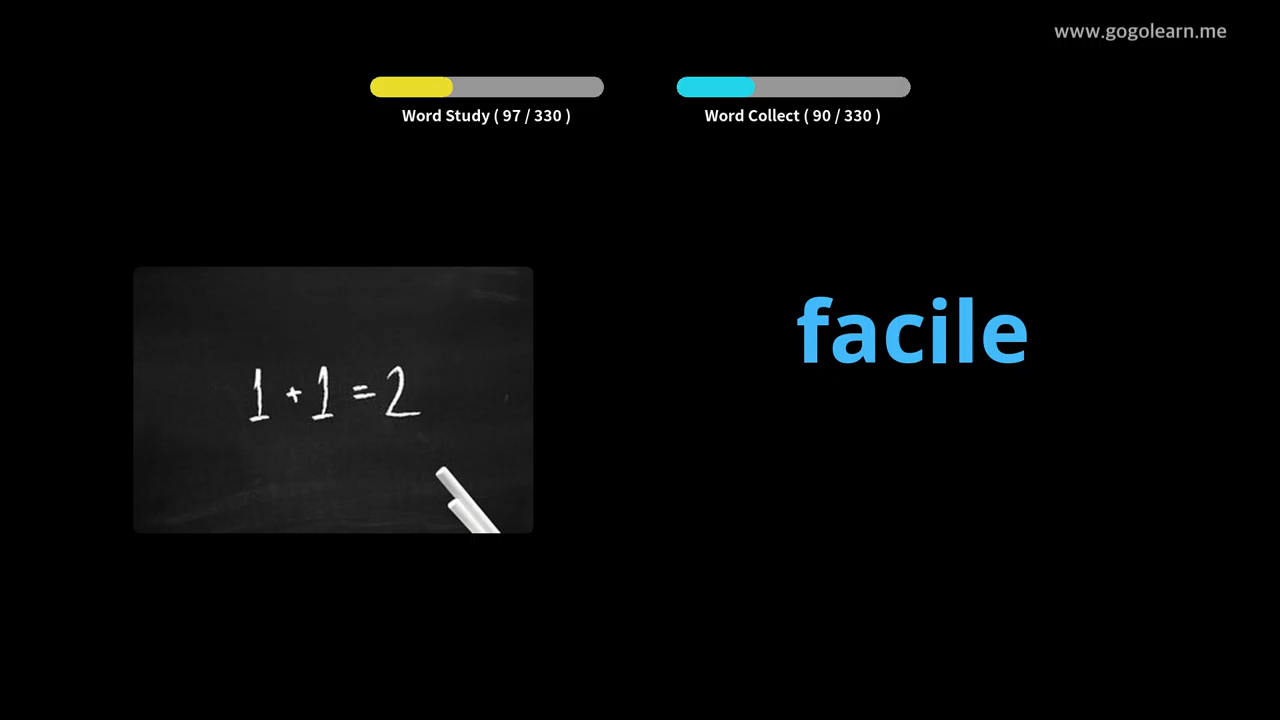 www.gogolearn.me
Word Study ( 97 / 330 )
Word Collect ( 90 / 330 )
facile
1 + 1 = 2